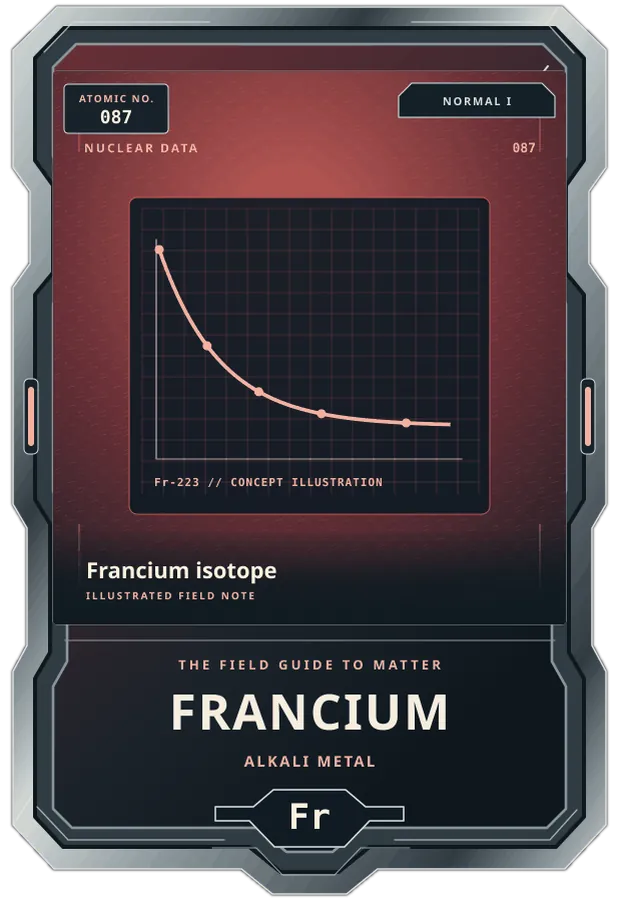 ATOMIC NO.
087
NORMAL I
NUCLEAR DATA
087
Fr-223 // CONCEPT ILLUSTRATION
Francium isotope
ILLUSTRATED FIELD NOTE
THE FIELD GUIDE TO MATTER
FRANCIUM
ALKALI METAL
Fr